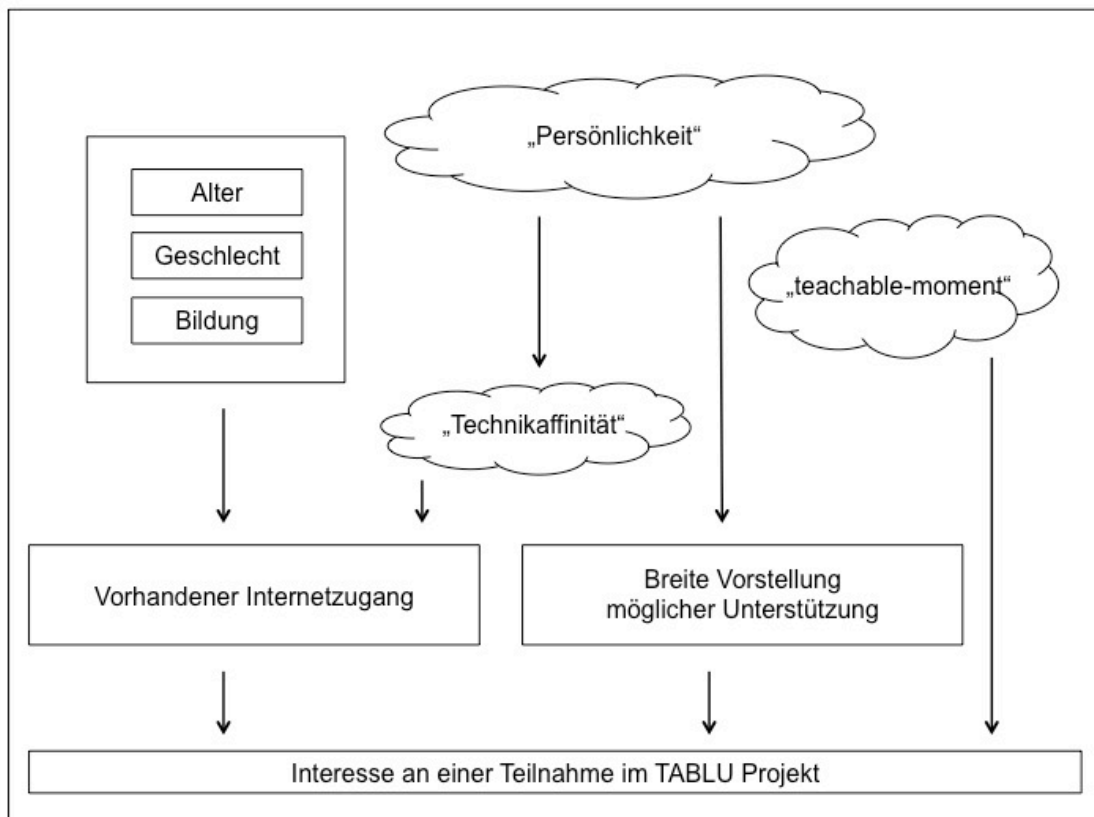 „Persönlichkeit“
Alter
Geschlecht
Bildung
„teachable-moment“
„Technikaffinität“
Vorhandener Internetzugang
Breite Vorstellung
möglicher Unterstützung
Interesse an einer Teilnahme im TABLU Projekt